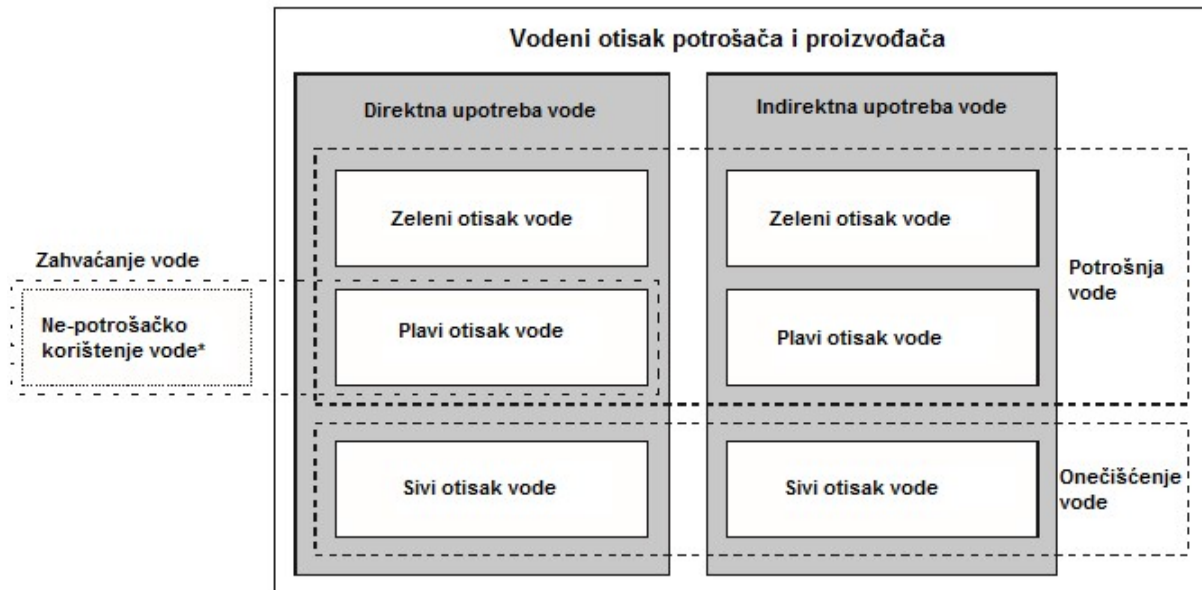 Vodeni otisak potrošača i proizvođača
Direktna upotreba vode
Indirektna upotreba vode
Zeleni otisak vode
Zeleni otisak vode
Zahvaćanje vode
Potrošnja
vode
Ne-potrošačko
korištenje vode*
Plavi otisak vode
Plavi otisak vode
Sivi otisak vode
Sivi otisak vode
Onečišćenje
vode